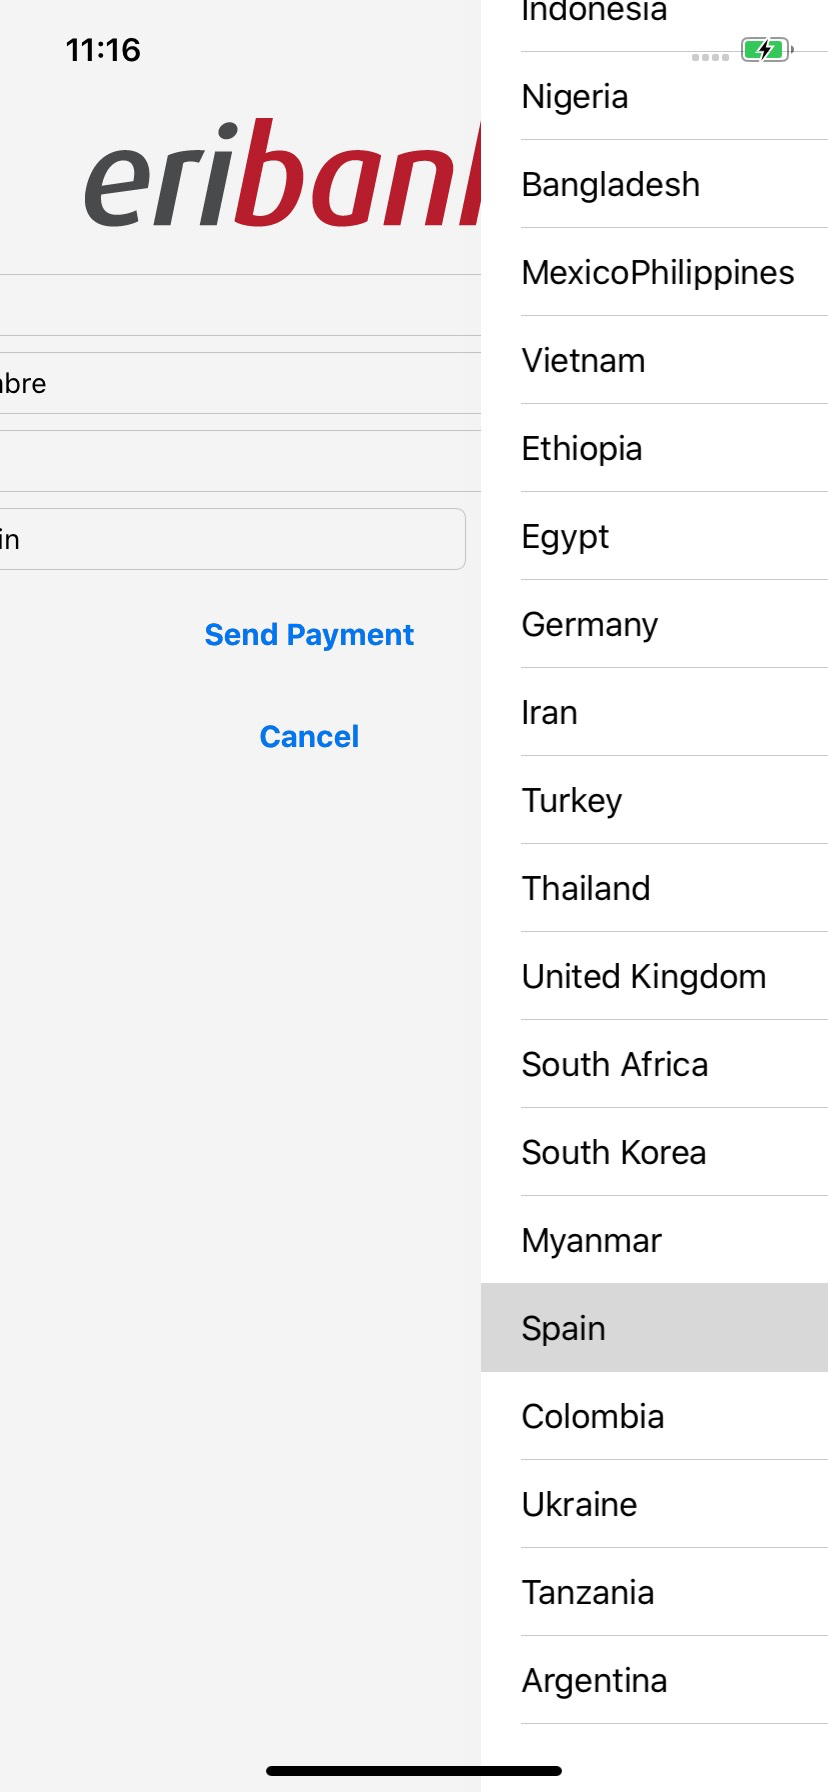 11:16
eribank
bre
in
Send Payment
Cancel
Indonesia
Nigeria
Bangladesh
MexicoPhilippines
Vietnam
Ethiopia
Egypt
Germany
Iran
Turkey
Thailand
United Kingdom
South Africa
South Korea
Myanmar
Spain
Colombia
Ukraine
Tanzania
Argentina